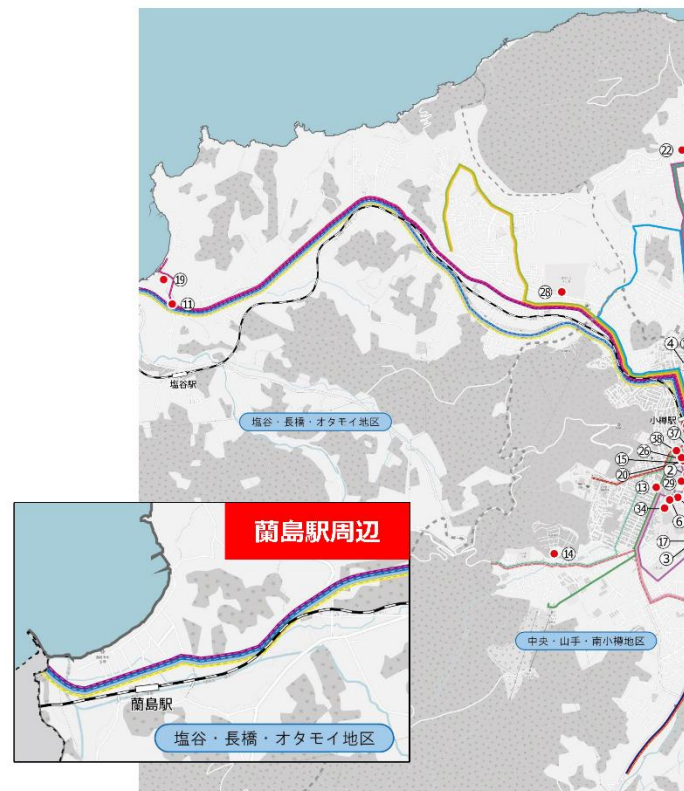 ㉒
⑲
㉘
⑪
④
塩谷駅
小樽駅
㊲
塩谷・長橋・オタモイ地区
㊳
㉖
⑮
②
⑳
㉙
⑬
㉞
⑥
蘭島駅周辺
⑰
⑭
③
中央・山手・南小樽地区
蘭島駅
塩谷・長橋・オタモイ地区